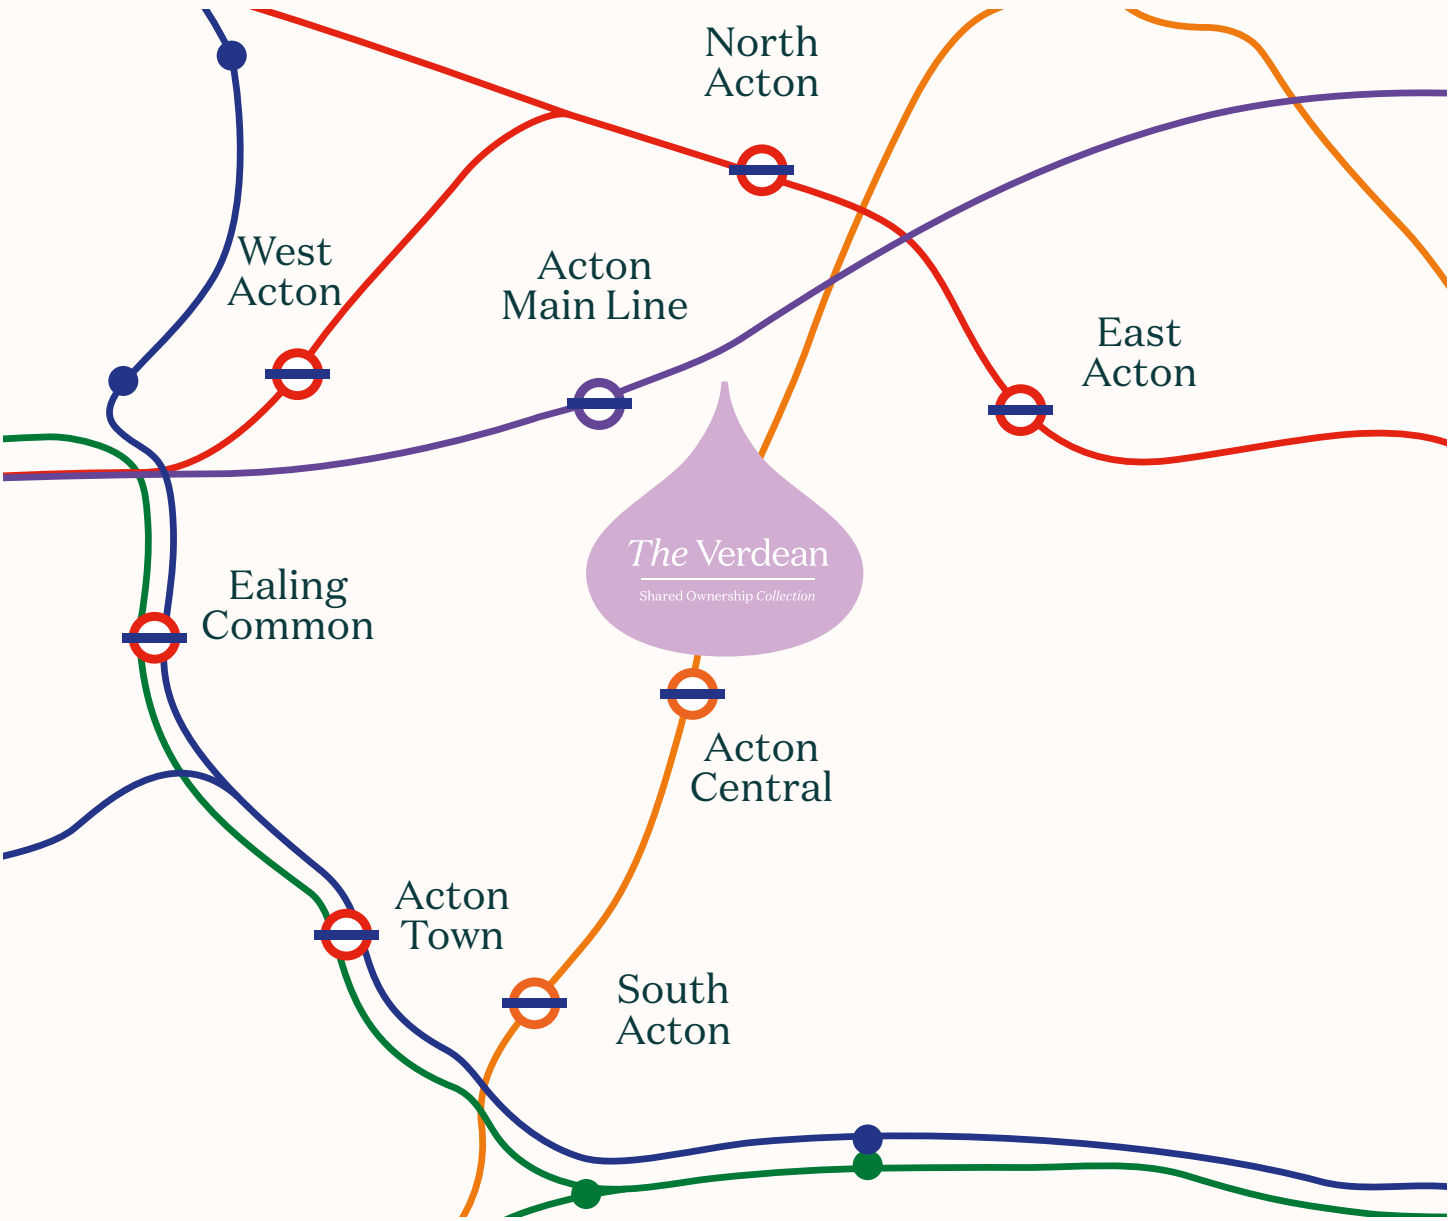 North
Acton
West
Acton
Acton
Main Line
East
Acton
The Verdean
Shared Ownership Collection
Ealing
Common
Acton
Central
Acton
Town
South
Acton